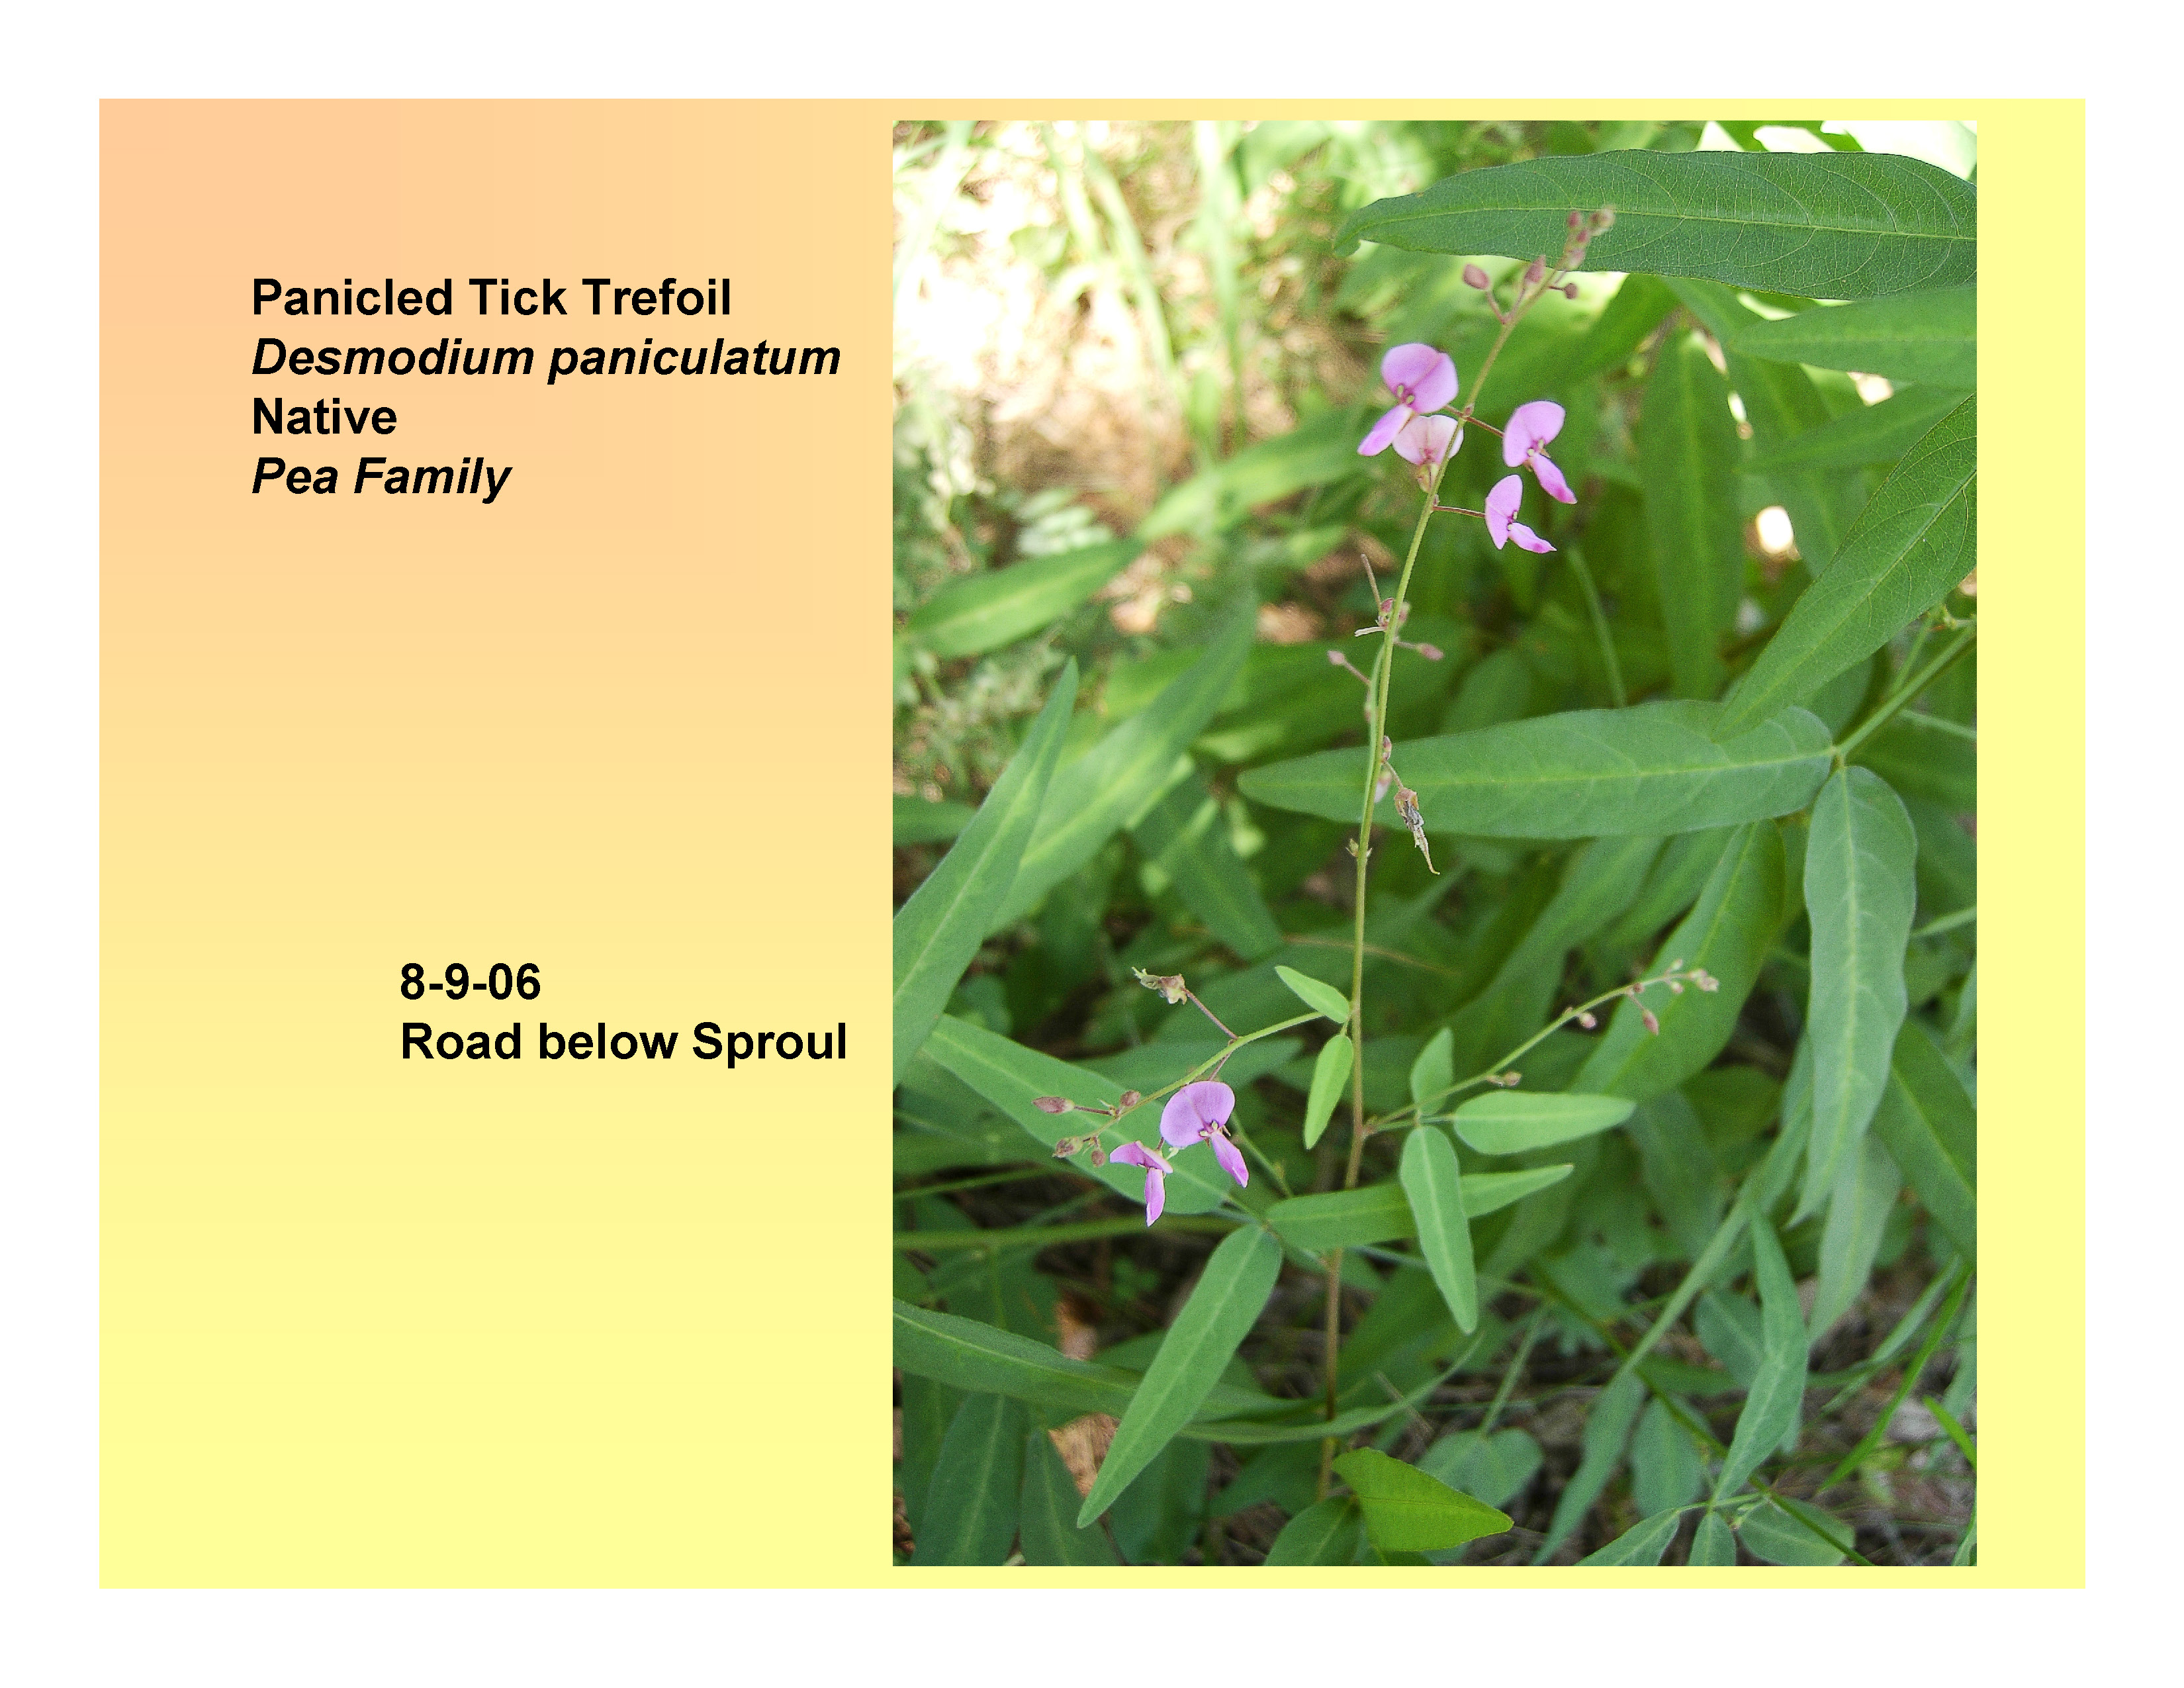 Panicled Tick Trefoil
Desmodium paniculatum
Native
Pea Family
8-9-06
Road below Sproul